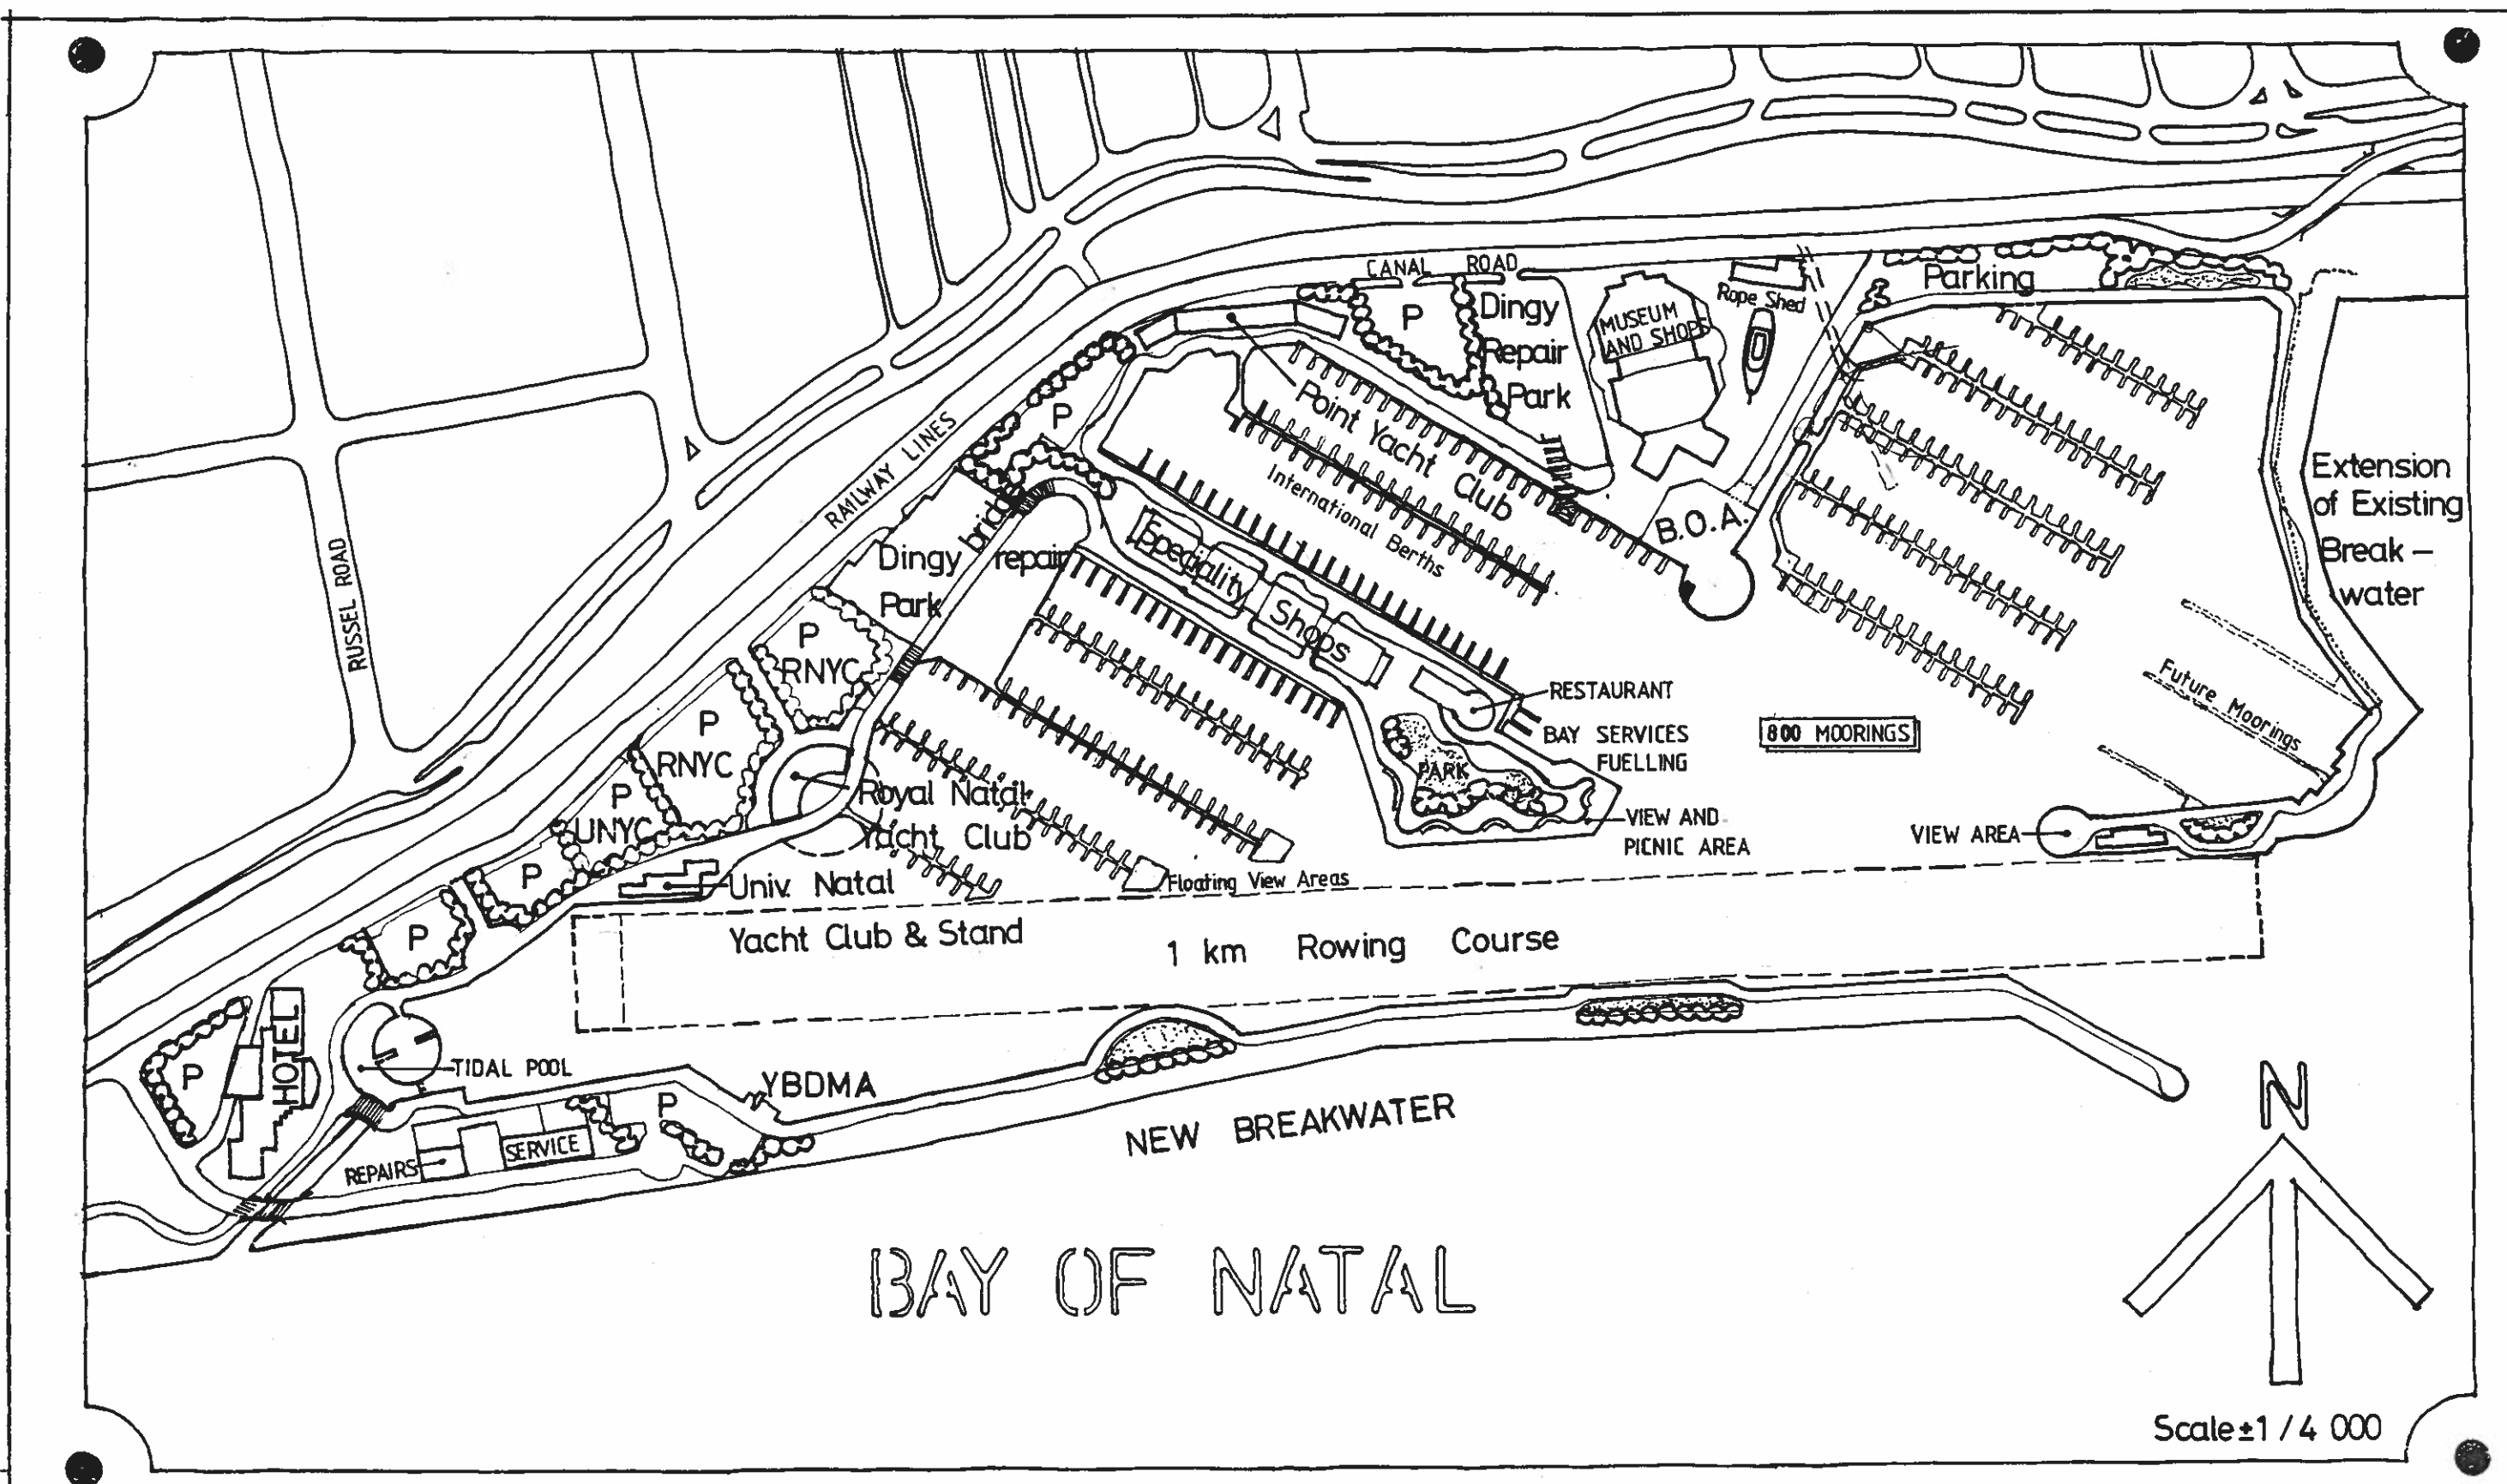 CANAL ROAD
Parking
Rope Shed
P
Dingy
Repair
Park
MUSEUM
AND SHOPS
P
Point Yacht
Club
RAILWAY LINES
International Berths
Extension
of Existing
Break –
water
B.O.A.
bridge
Dingy repair
Park
Speciality
Shops
RUSSEL ROAD
P
RNYC
P
RNYC
RESTAURANT
BAY SERVICES
FUELLING
800 MOORINGS
Future Moorings
PARK
Royal Natal
Yacht Club
P
UNYC
VIEW AND
PICNIC AREA
VIEW AREA
P
Univ. Natal
Yacht Club & Stand
Floating View Areas
P
1 km Rowing Course
HOTEL
P
TIDAL POOL
YBDMA
P
SERVICE
REPAIRS
NEW BREAKWATER
N
BAY OF NATAL
Scale±1/4 000